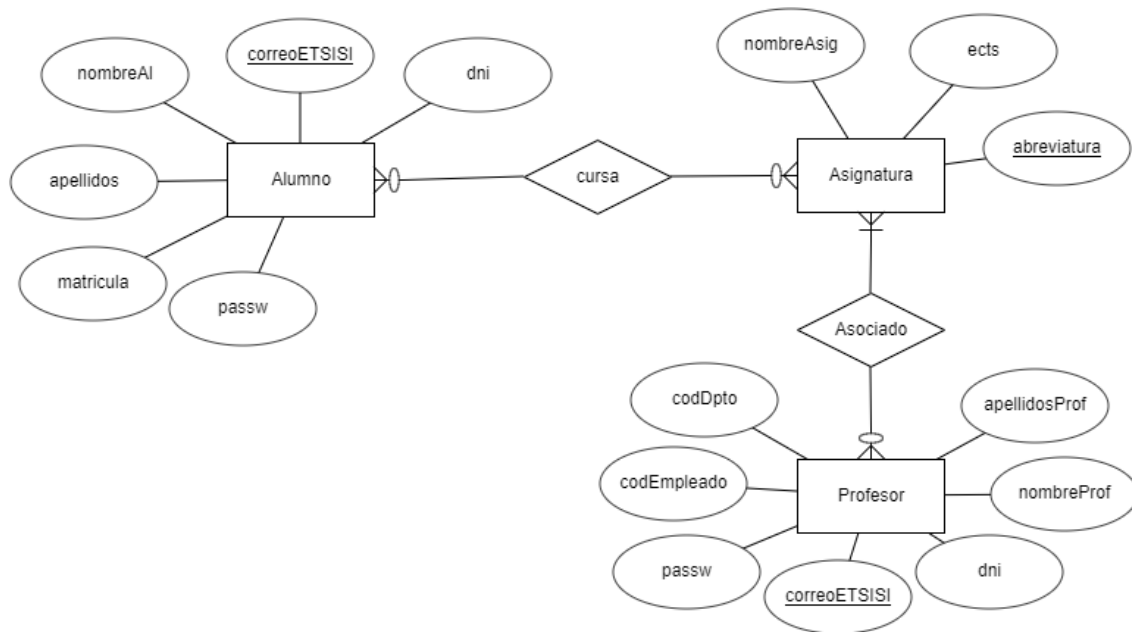 correoETSISI
nombreAl
dni
apellidos
Alumno
matricula
passw
cursa
nombreAsig
ects
abreviatura
Asignatura
Asociado
codDpto
apellidosProf
codEmpleado
Profesor
nombreProf
passw
correoETSISI
dni